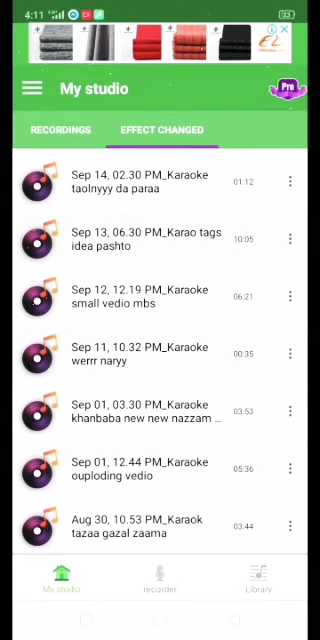 4:11
23
My studio
Pro
RECORDINGS
EFFECT CHANGED
Sep 14, 02.30 PM_Karaoke
taolnyyy da paraa
01:12
Sep 13, 06.30 PM_Karao tags
idea pashto
10:05
Sep 12, 12.19 PM_Karaoke
small vedio mbs
06:21
Sep 11, 10.32 PM_Karaoke
werrr naryy
00:35
Sep 01, 03.30 PM_Karaoke
khanbaba new new nazzam ...
03:53
Sep 01, 12.44 PM_Karaoke
ouploding vedio
05:36
Aug 30, 10.53 PM_Karaok
tazaa gazal zaama
03:44
My studio
recorder
Library